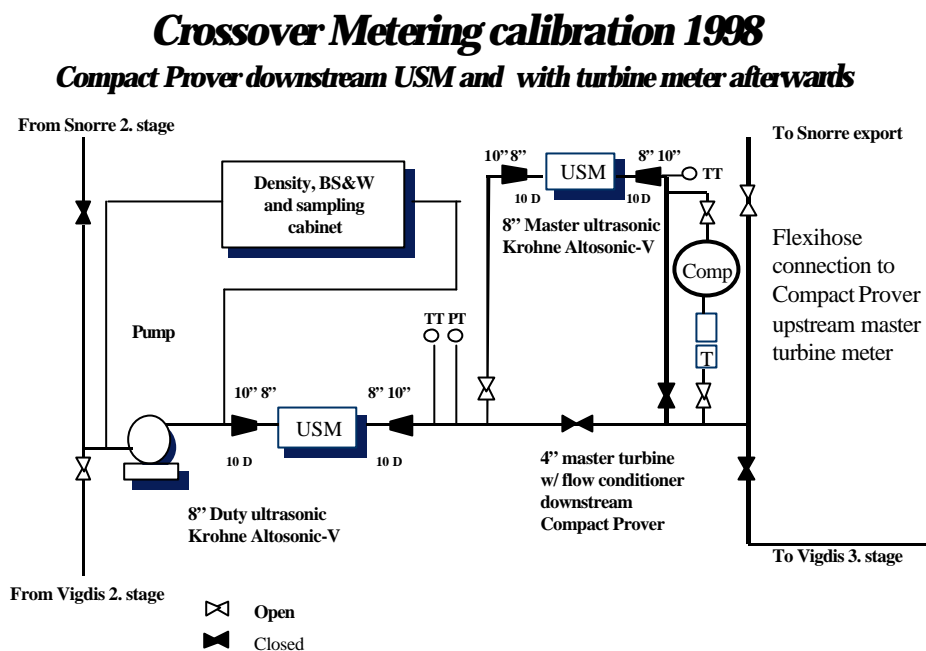 Crossover Metering calibration 1998
Compact Prover downstream USM and with turbine meter afterwards
From Snorre 2. stage
To Snorre export
10” 8”
USM
8” 10”
TT
10 D
10 D
Density, BS&W
and sampling
cabinet
8” Master ultrasonic
Krohne Altosonic-V
Comp
T
Flexihose
connection to
Compact Prover
upstream master
turbine meter
Pump
TT PT
10” 8”
USM
8” 10”
10 D
10 D
8” Duty ultrasonic
Krohne Altosonic-V
4” master turbine
w/ flow conditioner
downstream
Compact Prover
To Vigdis 3. stage
From Vigdis 2. stage
Open
Closed